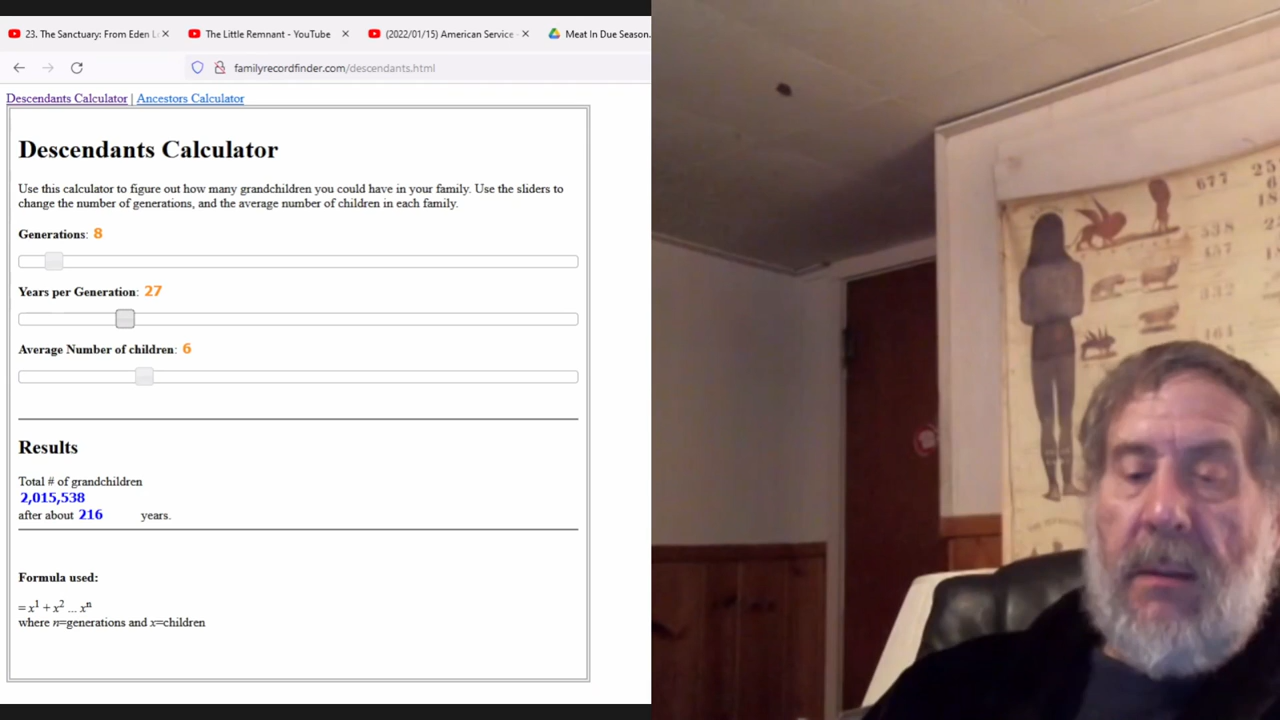 23. The Sanctuary: From Eden
The Little Remnant - YouTube
(2022/01/15) American Service -
Meat In Due Season.
familyrecordfinder.com/descendants.html
Descendants Calculator | Ancestors Calculator
Descendants Calculator
Use this calculator to figure out how many grandchildren you could have in your family. Use the sliders to
change the number of generations, and the average number of children in each family.
Generations: 8
Years per Generation: 27
Average Number of children: 6
Results
Total # of grandchildren
2,015,538
after about 216 years.
Formula used:
= x¹ + x² ... xⁿ
where n=generations and x=children
677
538
457